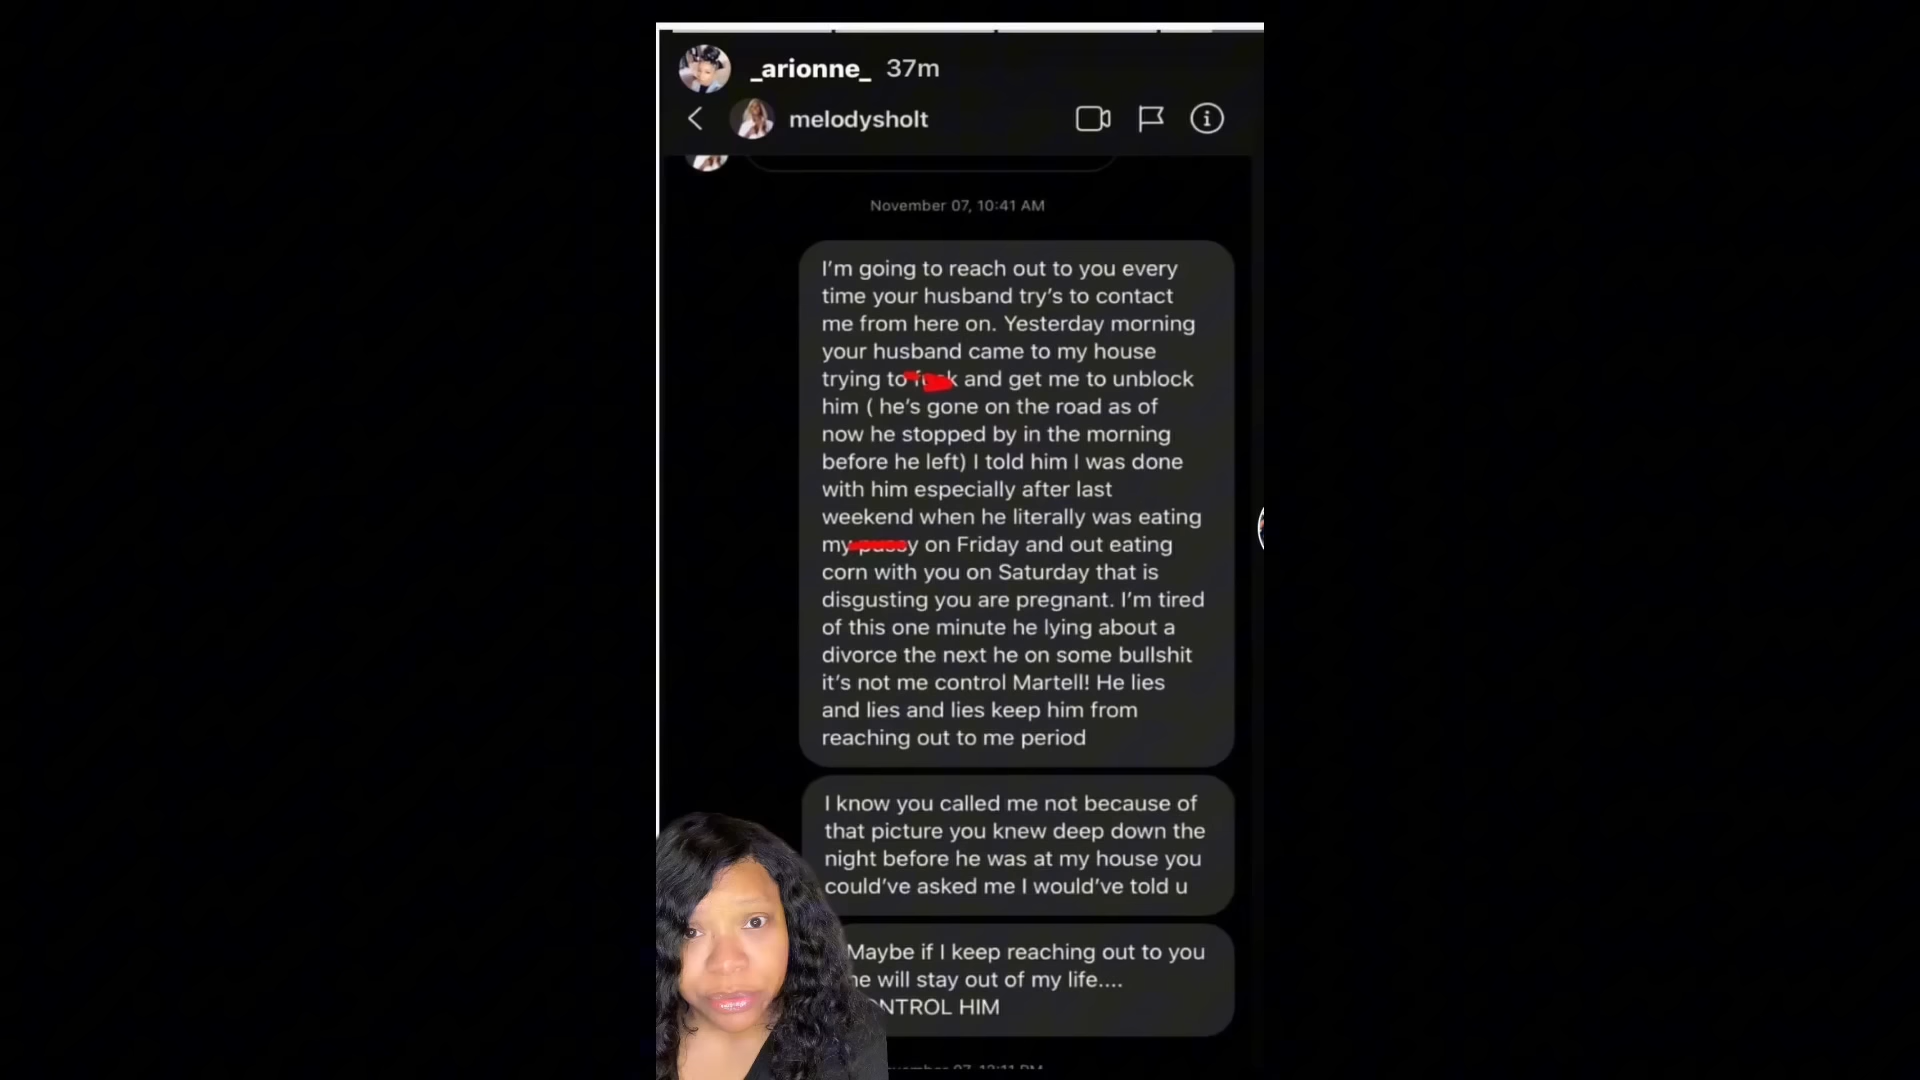 _arionne_ 37m
melodysholt
November 07, 10:41 AM
I'm going to reach out to you every
time your husband try's to contact
me from here on. Yesterday morning
your husband came to my house
trying to fuck and get me to unblock
him ( he's gone on the road as of
now he stopped by in the morning
before he left) I told him I was done
with him especially after last
weekend when he literally was eating
my pussy on Friday and out eating
corn with you on Saturday that is
disgusting you are pregnant. I'm tired
of this one minute he lying about a
divorce the next he on some bullshit
it's not me control Martell! He lies
and lies and lies keep him from
reaching out to me period
I know you called me not because of
that picture you knew deep down the
night before he was at my house you
could've asked me I would've told u
Maybe if I keep reaching out to you
he will stay out of my life....
CONTROL HIM